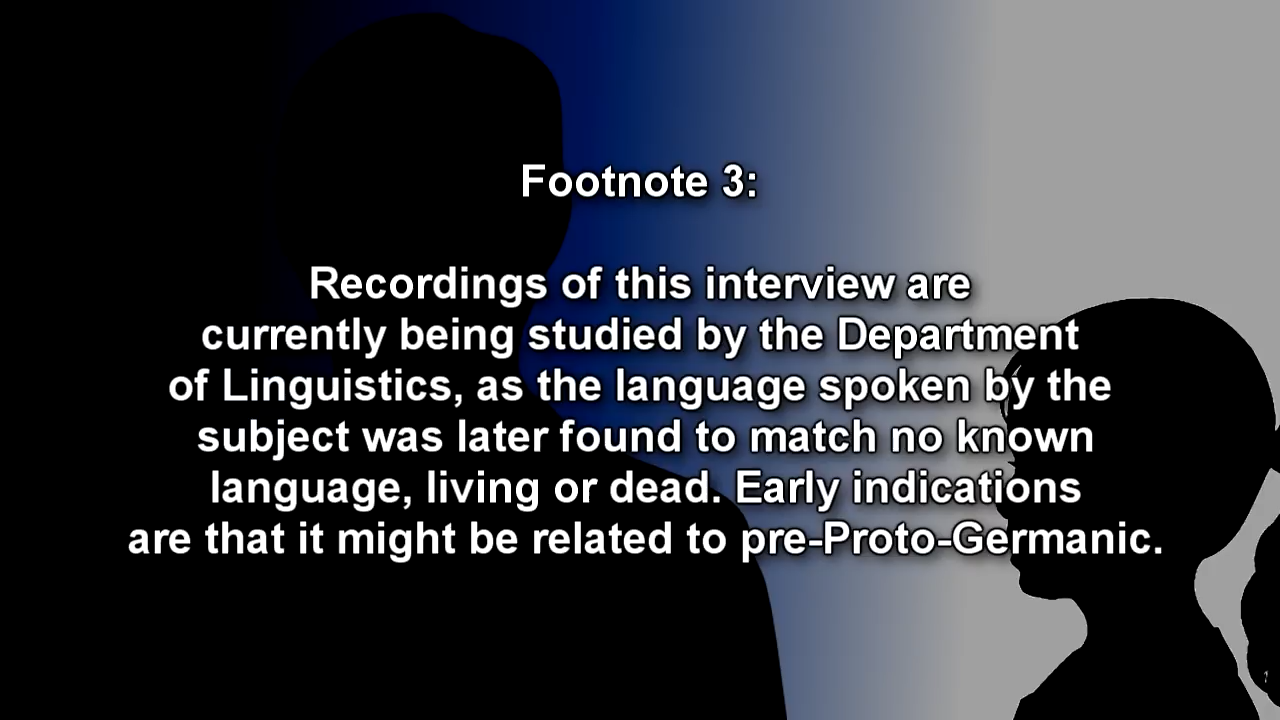 Footnote 3:
Recordings of this interview are
currently being studied by the Department
of Linguistics, as the language spoken by the
subject was later found to match no known
language, living or dead. Early indications
are that it might be related to pre-Proto-Germanic.